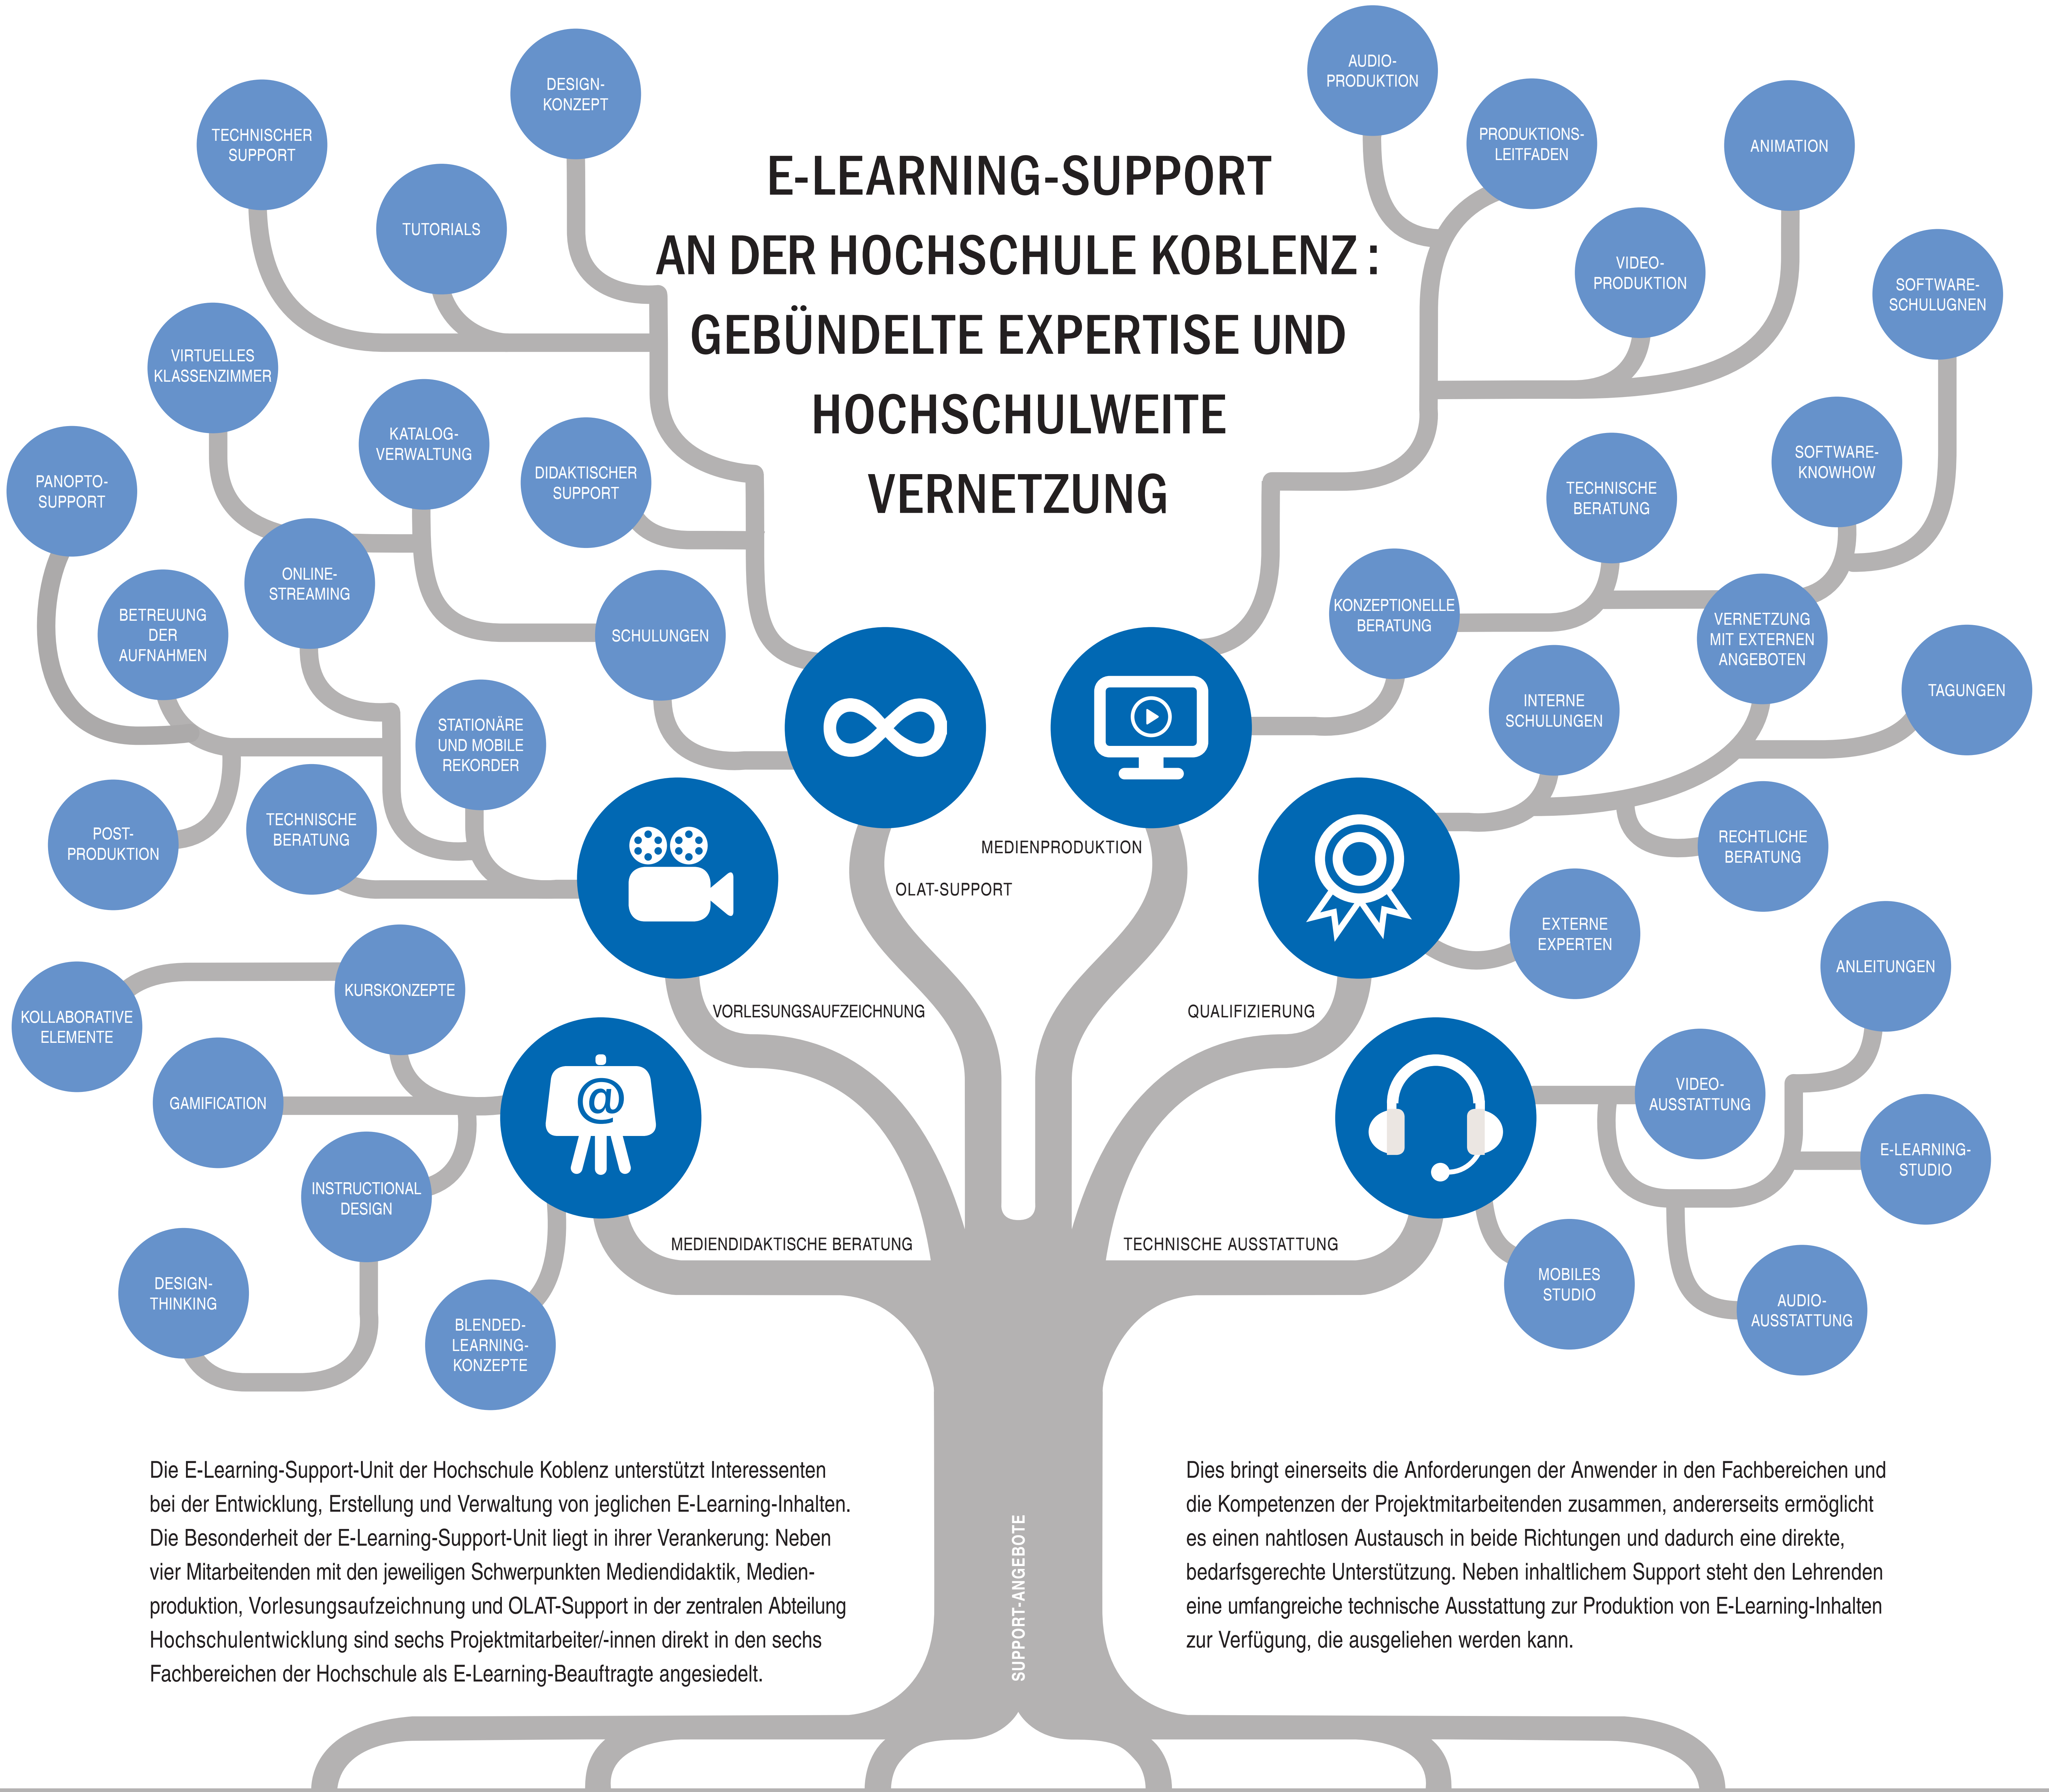 E-LEARNING-SUPPORT
AN DER HOCHSCHULE KOBLENZ :
GEBÜNDELTE EXPERTISE UND
HOCHSCHULWEITE
VERNETZUNG
TECHNISCHER
SUPPORT
DESIGN-
KONZEPT
TUTORIALS
VIRTUELLES
KLASSENZIMMER
KATALOG-
VERWALTUNG
DIDAKTISCHER
SUPPORT
PANOPTO-
SUPPORT
ONLINE-
STREAMING
BETREUUNG
DER
AUFNAHMEN
SCHULUNGEN
STATIONÄRE
UND MOBILE
REKORDER
POST-
PRODUKTION
TECHNISCHE
BERATUNG
KURSKONZEPTE
KOLLABORATIVE
ELEMENTE
GAMIFICATION
INSTRUCTIONAL
DESIGN
DESIGN-
THINKING
BLENDED-
LEARNING-
KONZEPTE
@
AUDIO-
PRODUKTION
PRODUKTIONS-
LEITFADEN
ANIMATION
VIDEO-
PRODUKTION
SOFTWARE-
SCHULUGNEN
SOFTWARE-
KNOWHOW
TECHNISCHE
BERATUNG
KONZEPTIONELLE
BERATUNG
VERNETZUNG
MIT EXTERNEN
ANGEBOTEN
INTERNE
SCHULUNGEN
TAGUNGEN
RECHTLICHE
BERATUNG
EXTERNE
EXPERTEN
ANLEITUNGEN
VIDEO-
AUSSTATTUNG
E-LEARNING-
STUDIO
MOBILES
STUDIO
AUDIO-
AUSSTATTUNG
MEDIENPRODUKTION
OLAT-SUPPORT
VORLESUNGSAUFZEICHNUNG
QUALIFIZIERUNG
MEDIENDIDAKTISCHE BERATUNG
TECHNISCHE AUSSTATTUNG
SUPPORT-ANGEBOTE
Die E-Learning-Support-Unit der Hochschule Koblenz unterstützt Interessenten
bei der Entwicklung, Erstellung und Verwaltung von jeglichen E-Learning-Inhalten.
Die Besonderheit der E-Learning-Support-Unit liegt in ihrer Verankerung: Neben
vier Mitarbeitenden mit den jeweiligen Schwerpunkten Mediendidaktik, Medien-
produktion, Vorlesungsaufzeichnung und OLAT-Support in der zentralen Abteilung
Hochschulentwicklung sind sechs Projektmitarbeiter/-innen direkt in den sechs
Fachbereichen der Hochschule als E-Learning-Beauftragte angesiedelt.
Dies bringt einerseits die Anforderungen der Anwender in den Fachbereichen und
die Kompetenzen der Projektmitarbeitenden zusammen, andererseits ermöglicht
es einen nahtlosen Austausch in beide Richtungen und dadurch eine direkte,
bedarfsgerechte Unterstützung. Neben inhaltlichem Support steht den Lehrenden
eine umfangreiche technische Ausstattung zur Produktion von E-Learning-Inhalten
zur Verfügung, die ausgeliehen werden kann.